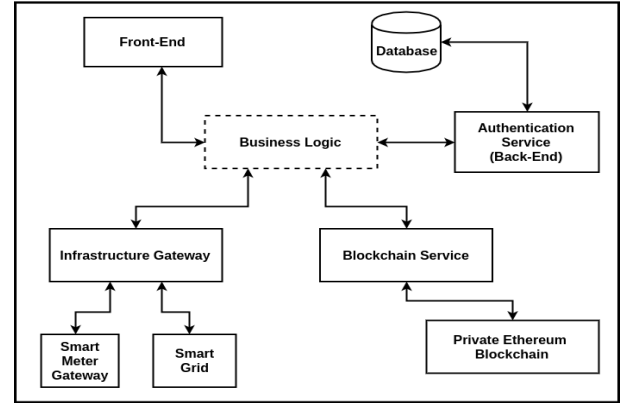 Front-End
Database
Business Logic
Authentication
Service
(Back-End)
Infrastructure Gateway
Blockchain Service
Smart
Meter
Gateway
Smart
Grid
Private Ethereum
Blockchain